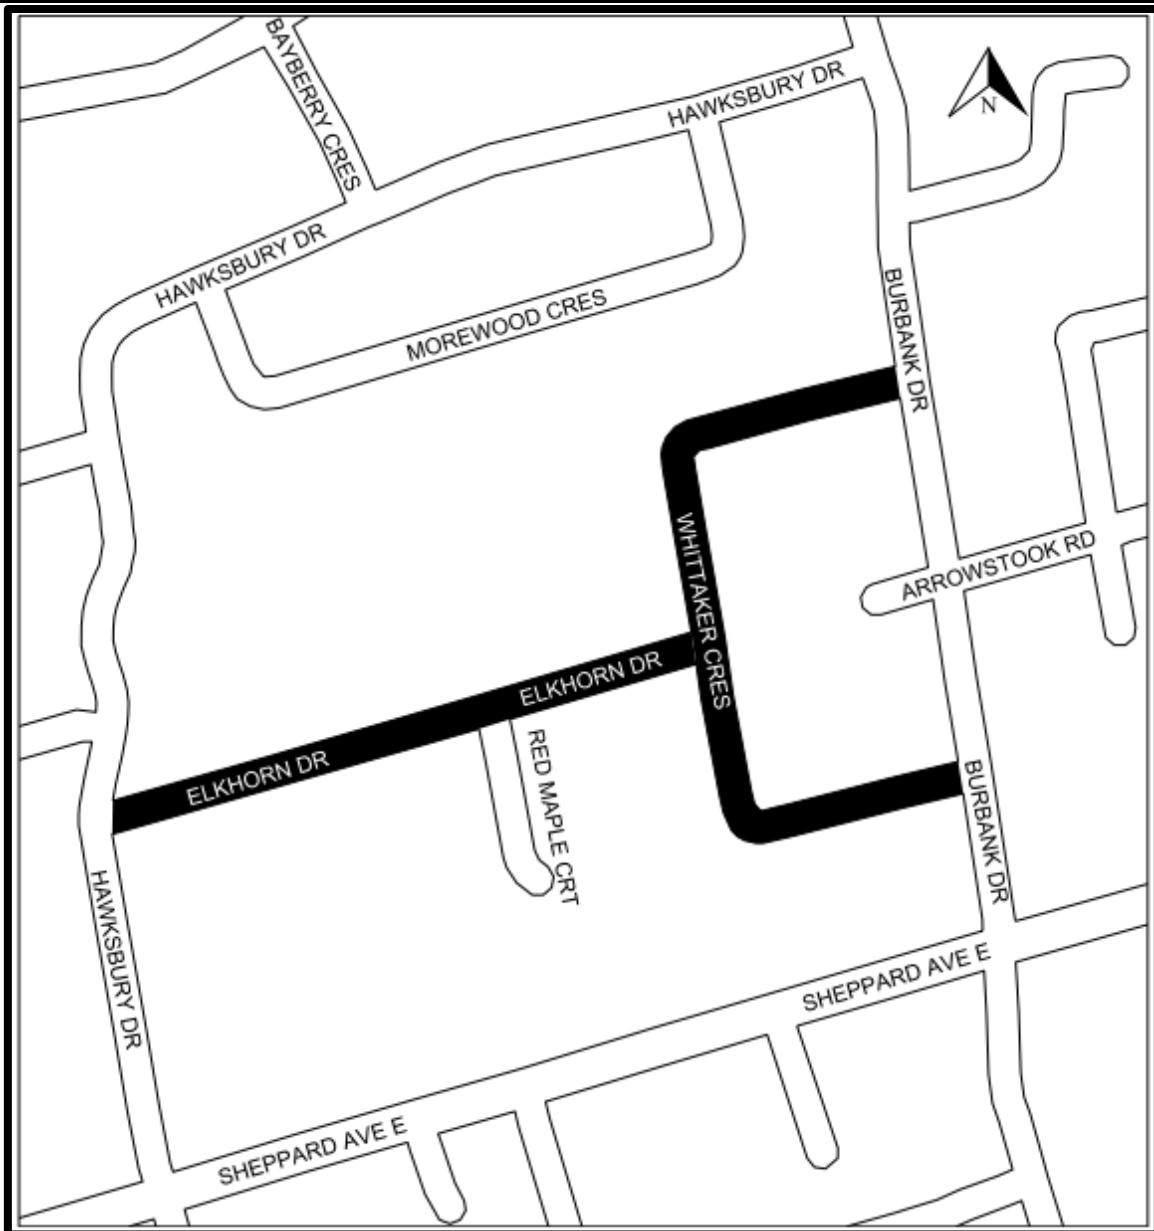 BAYBERRY CRES
HAWKSBURY DR
N
HAWKSBURY DR
MOREWOOD CRES
BURBANK DR
WHITTAKER CRES
ARROWSTOOK RD
ELKHORN DR
ELKHORN DR
RED MAPLE CRT
BURBANK DR
HAWKSBURY DR
SHEPPARD AVE E
SHEPPARD AVE E